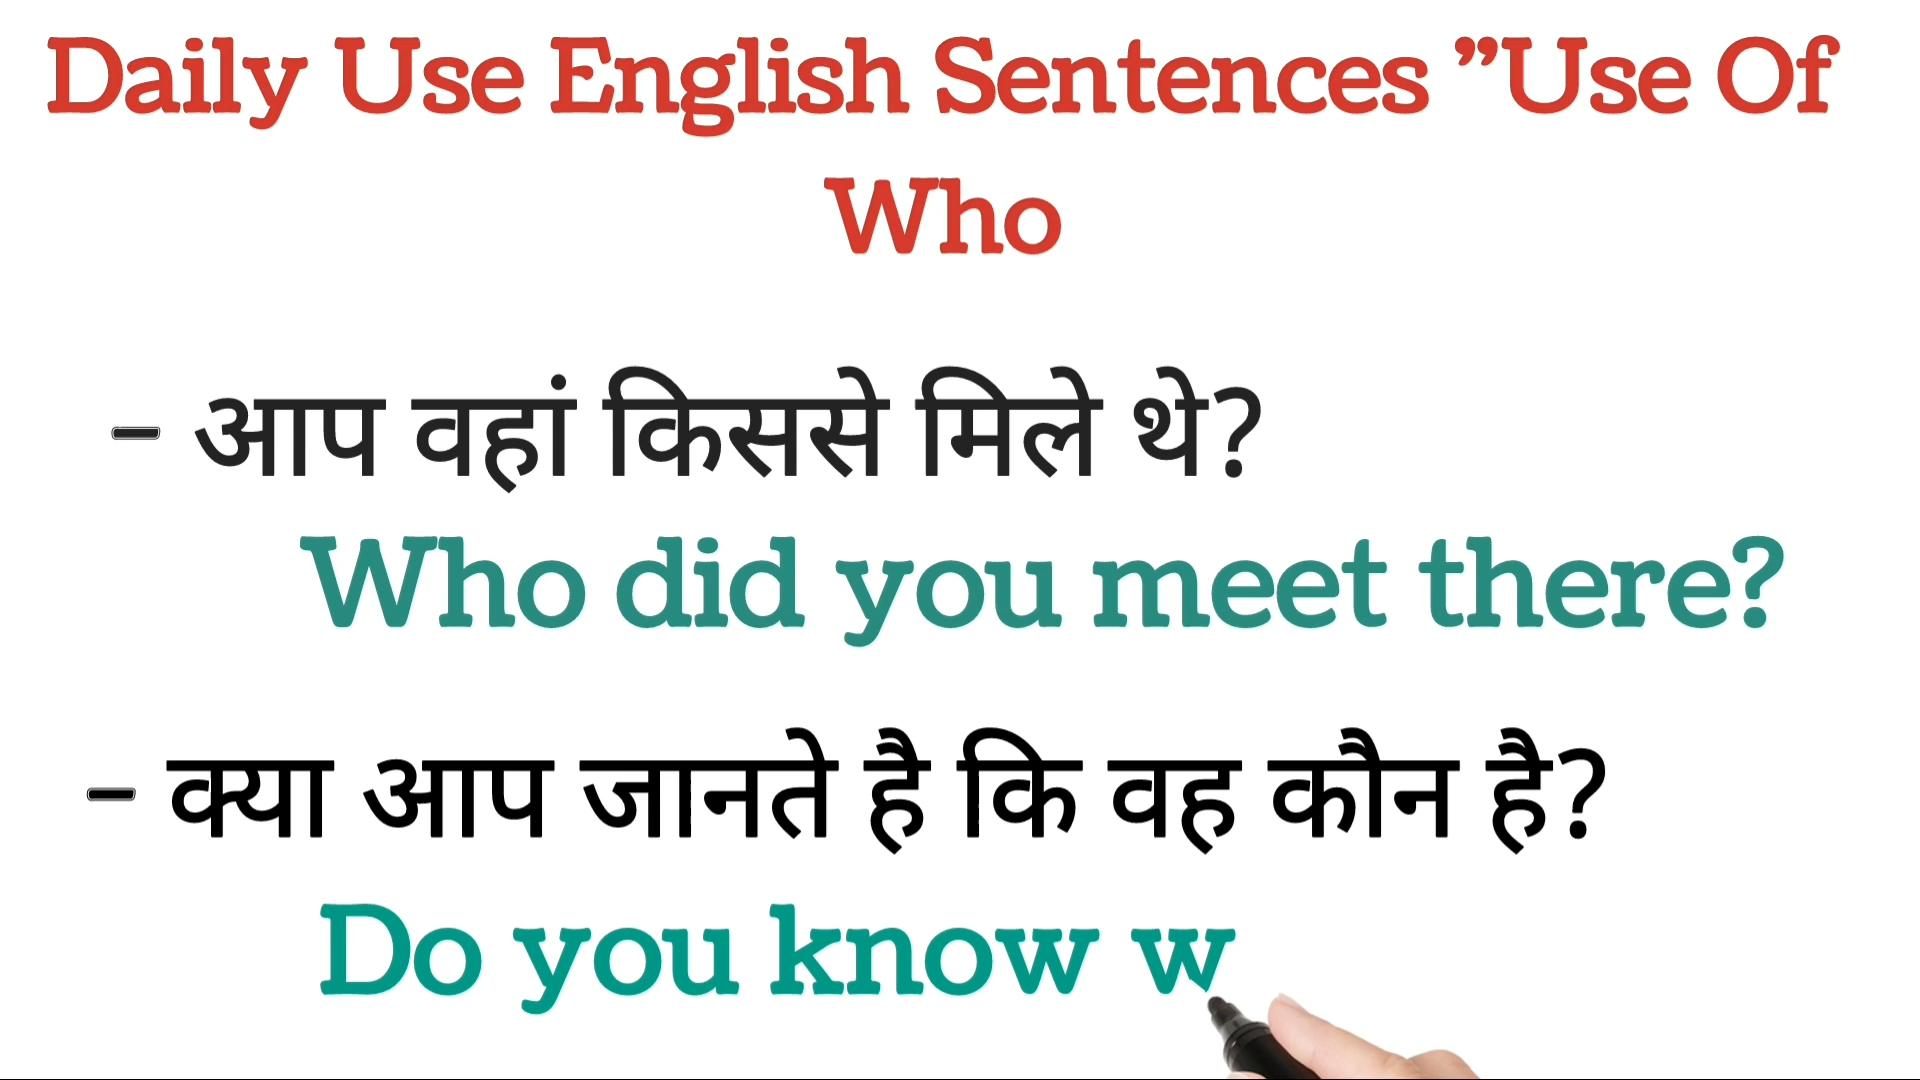 Daily Use English Sentences ”Use Of
Who
– आप वहां किससे मिले थे?
Who did you meet there?
– क्या आप जानते है कि वह कौन है?
Do you know w